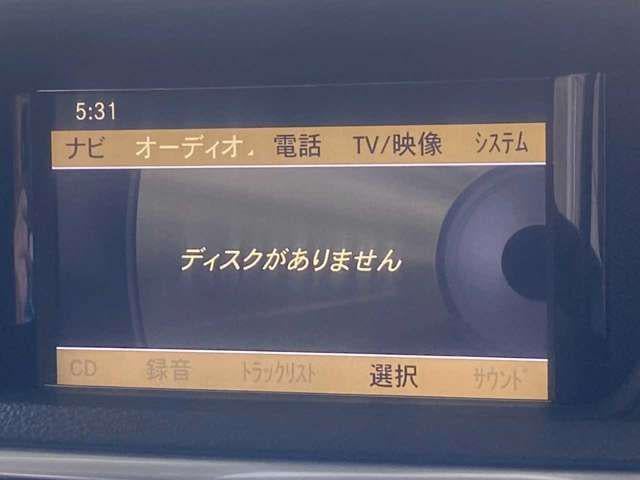 5:31
ナビ オーディオ 電話 TV/映像 システム
ディスクがありません
CD 録音 トラックリスト 選択 サウンド